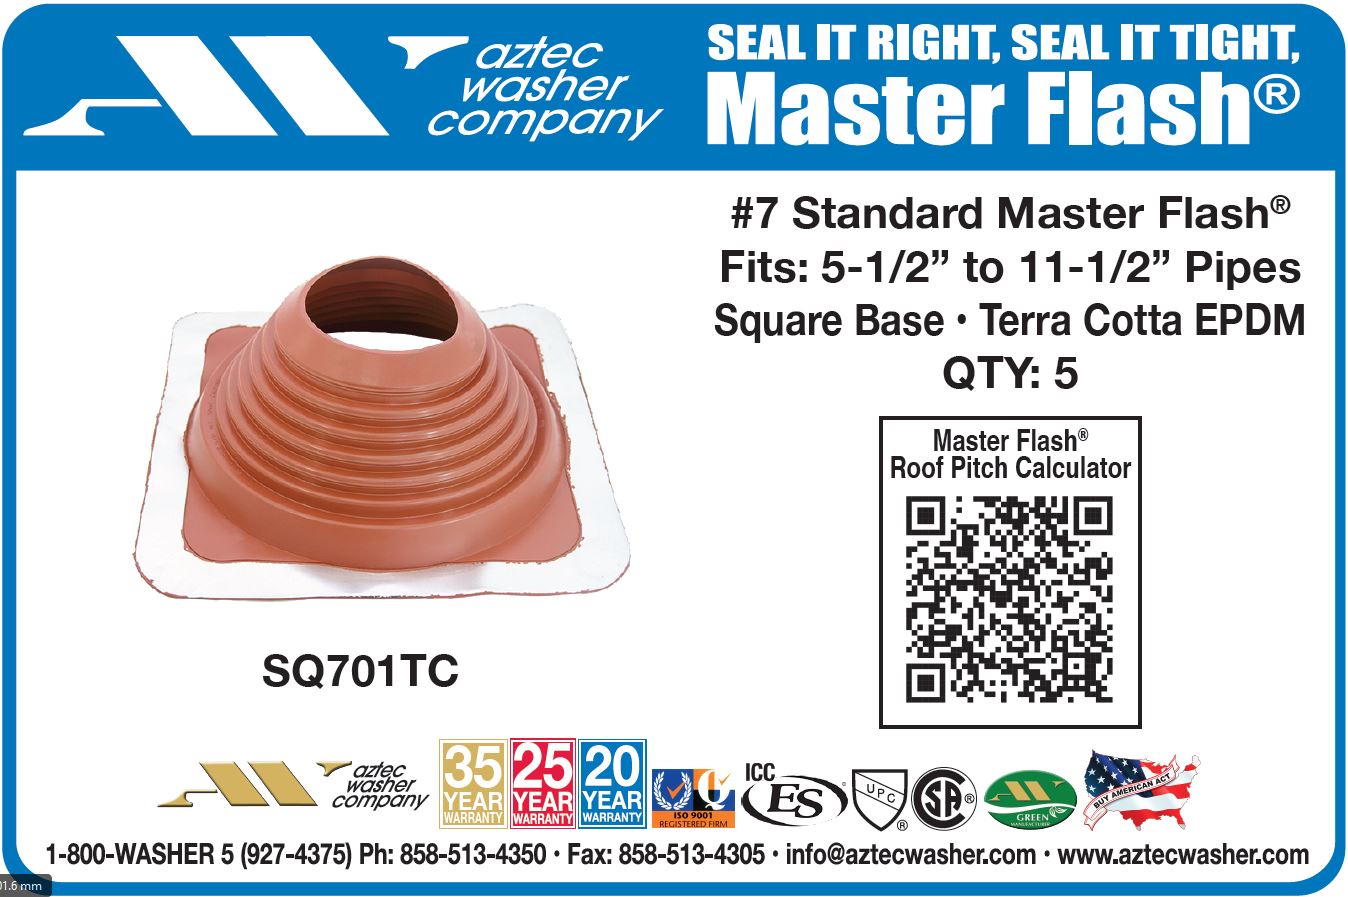 aztec
washer
company
SEAL IT RIGHT, SEAL IT TIGHT,
Master Flash®
#7 Standard Master Flash®
Fits: 5-1/2” to 11-1/2” Pipes
Square Base • Terra Cotta EPDM
QTY: 5
Master Flash®
Roof Pitch Calculator
SQ701TC
aztec
washer
company
35
YEAR
WARRANTY
25
YEAR
WARRANTY
20
YEAR
WARRANTY
ISO 9001
REGISTERED FIRM
ICC
ES®
UPC®
SA®
GREEN
MANUFACTURER
BUY AMERICAN ACT
1-800-WASHER 5 (927-4375) Ph: 858-513-4350 • Fax: 858-513-4305 • info@aztecwasher.com • www.aztecwasher.com
01.6 mm